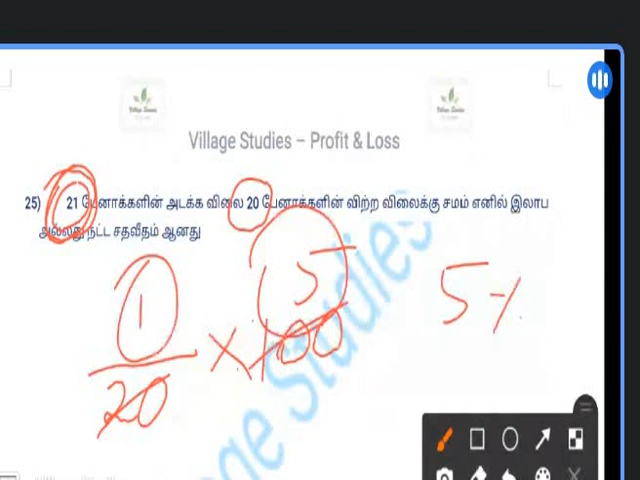 Village Studies – Profit & Loss
25) 21 பேனாக்களின் அடக்க விலை 20 பேனாக்களின் விற்ற விலைக்கு சமம் எனில் இலாப
அல்லது நட்ட சதவீதம் ஆனது
5
1
20 × 100
5 %